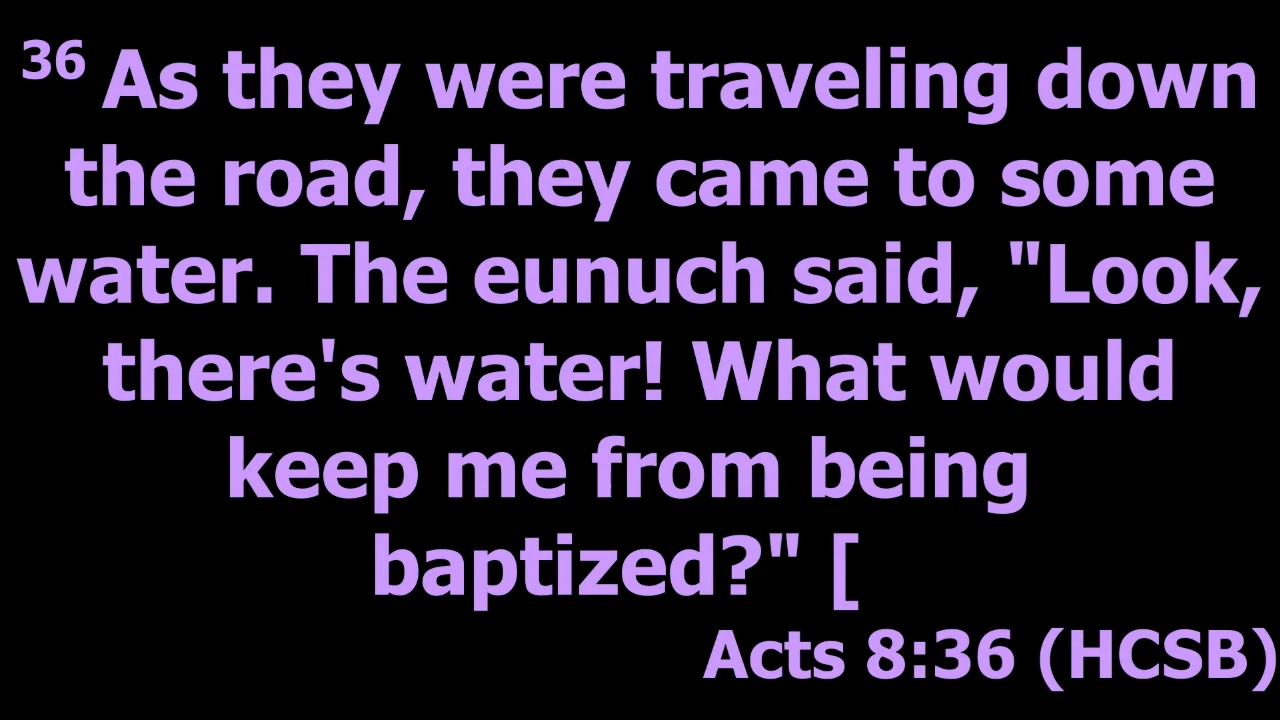 36 As they were traveling down
the road, they came to some
water. The eunuch said, "Look,
there's water! What would
keep me from being
baptized?" [
Acts 8:36 (HCSB)